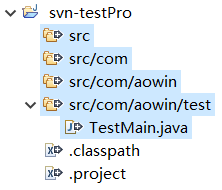 svn-testPro
src
src/com
src/com/aowin
src/com/aowin/test
TestMain.java
.classpath
.project